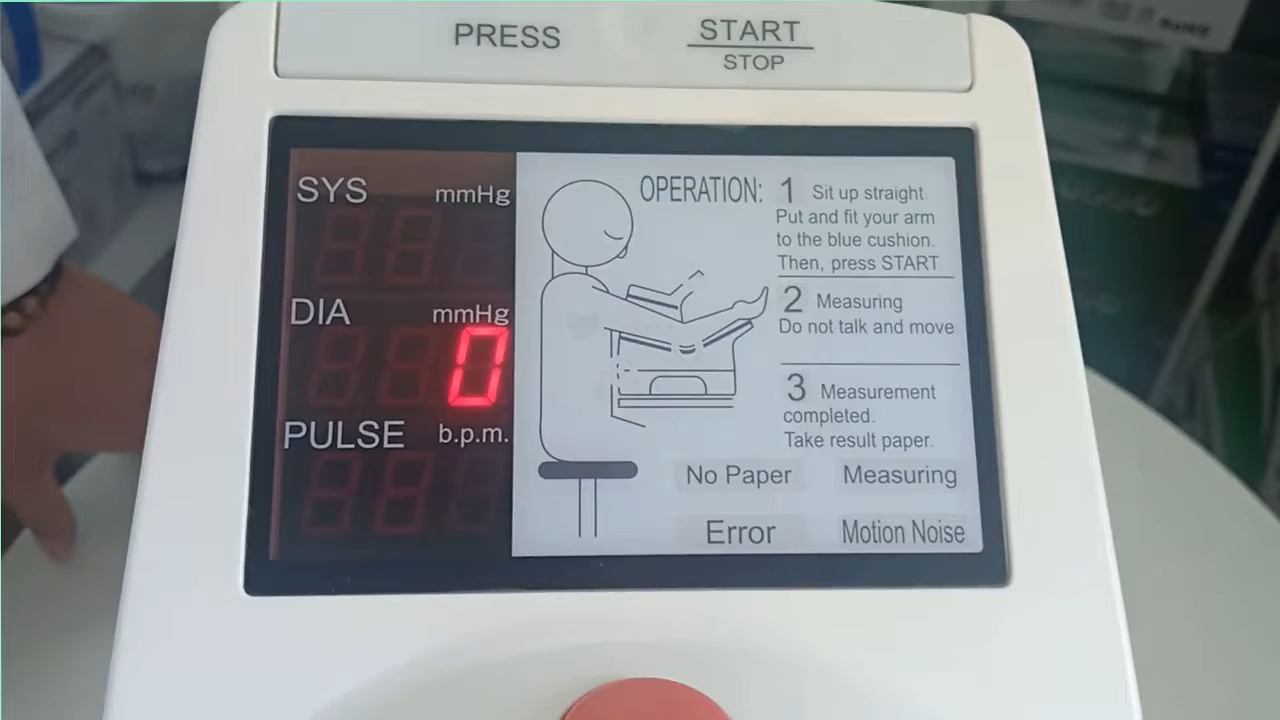 PRESS
START
STOP
SYS mmHg
DIA mmHg
0
PULSE b.p.m.
OPERATION: 1 Sit up straight.
Put and fit your arm
to the blue cushion.
Then, press START.
2 Measuring
Do not talk and move
3 Measurement
completed.
Take result paper.
No Paper Measuring
Error Motion Noise